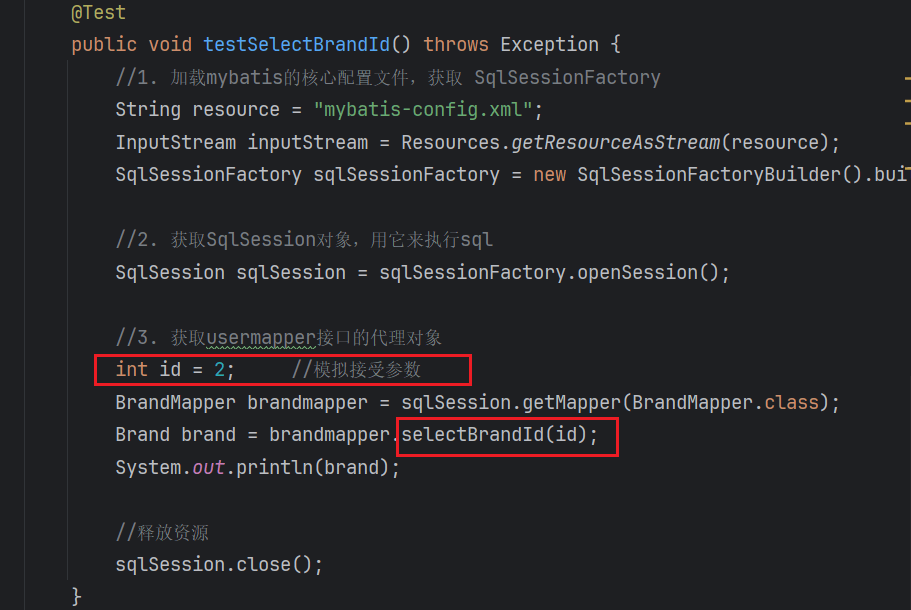 @Test
public void testSelectBrandId() throws Exception {
//1. 加载mybatis的核心配置文件，获取 SqlSessionFactory
String resource = "mybatis-config.xml";
InputStream inputStream = Resources.getResourceAsStream(resource);
SqlSessionFactory sqlSessionFactory = new SqlSessionFactoryBuilder().bui
//2. 获取SqlSession对象，用它来执行sql
SqlSession sqlSession = sqlSessionFactory.openSession();
//3. 获取usermapper接口的代理对象
int id = 2; //模拟接受参数
BrandMapper brandmapper = sqlSession.getMapper(BrandMapper.class);
Brand brand = brandmapper.selectBrandId(id);
System.out.println(brand);
//释放资源
sqlSession.close();
}